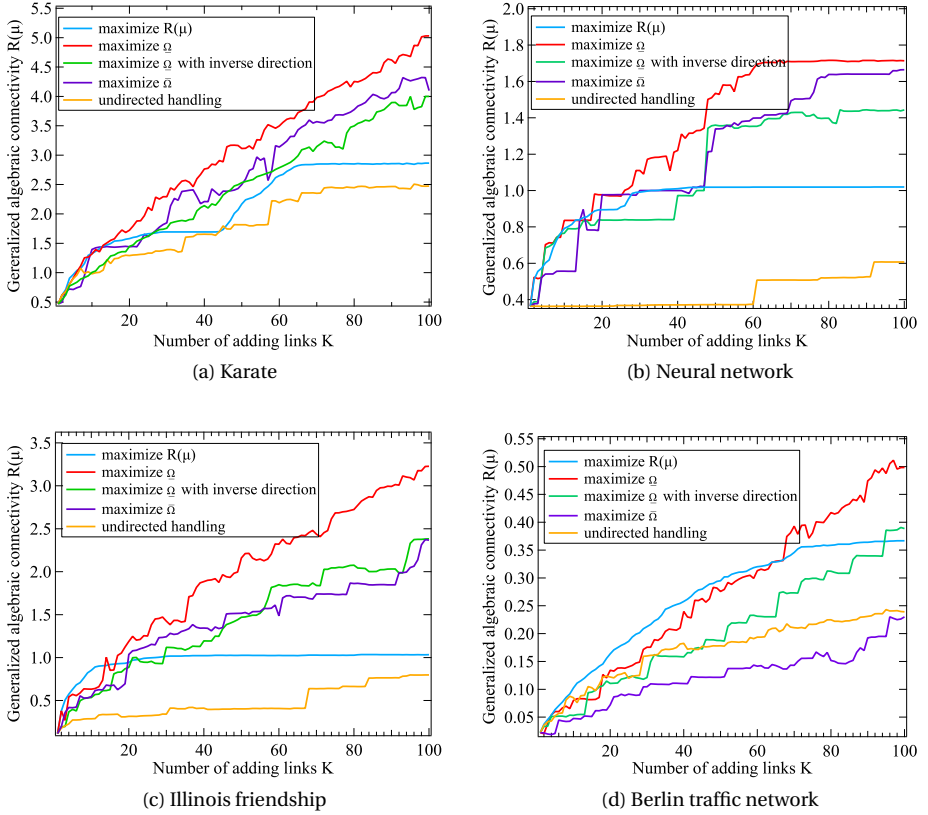 Gereralized algebraic connectivity R(μ)
5.5
5.0
4.5
4.0
3.5
3.0
2.5
2.0
1.5
1.0
0.5
maximize R(μ)
maximize Ω̲
maximize Ω̲ with inverse direction
maximize Ω̄
undirected handling
20
40
60
80
100
Number of adding links K
(a) Karate
Generalized algebraic connectivity R(μ)
2.0
1.8
1.6
1.4
1.2
1.0
0.8
0.6
0.4
maximize R(μ)
maximize Ω̲
maximize Ω̲ with inverse direction
maximize Ω̄
undirected handling
20
40
60
80
100
Number of adding links K
(b) Neural network
Generalized algebraic connectivity R(μ)
3.5
3.0
2.5
2.0
1.5
1.0
0.5
maximize R(μ)
maximize Ω̲
maximize Ω̲ with inverse direction
maximize Ω̄
undirected handling
20
40
60
80
100
Number of adding links K
(c) Illinois friendship
Generalized algebraic connectivity R(μ)
0.55
0.50
0.45
0.40
0.35
0.30
0.25
0.20
0.15
0.10
0.05
maximize R(μ)
maximize Ω̲
maximize Ω̲ with inverse direction
maximize Ω̄
undirected handling
20
40
60
80
100
Number of adding links K
(d) Berlin traffic network